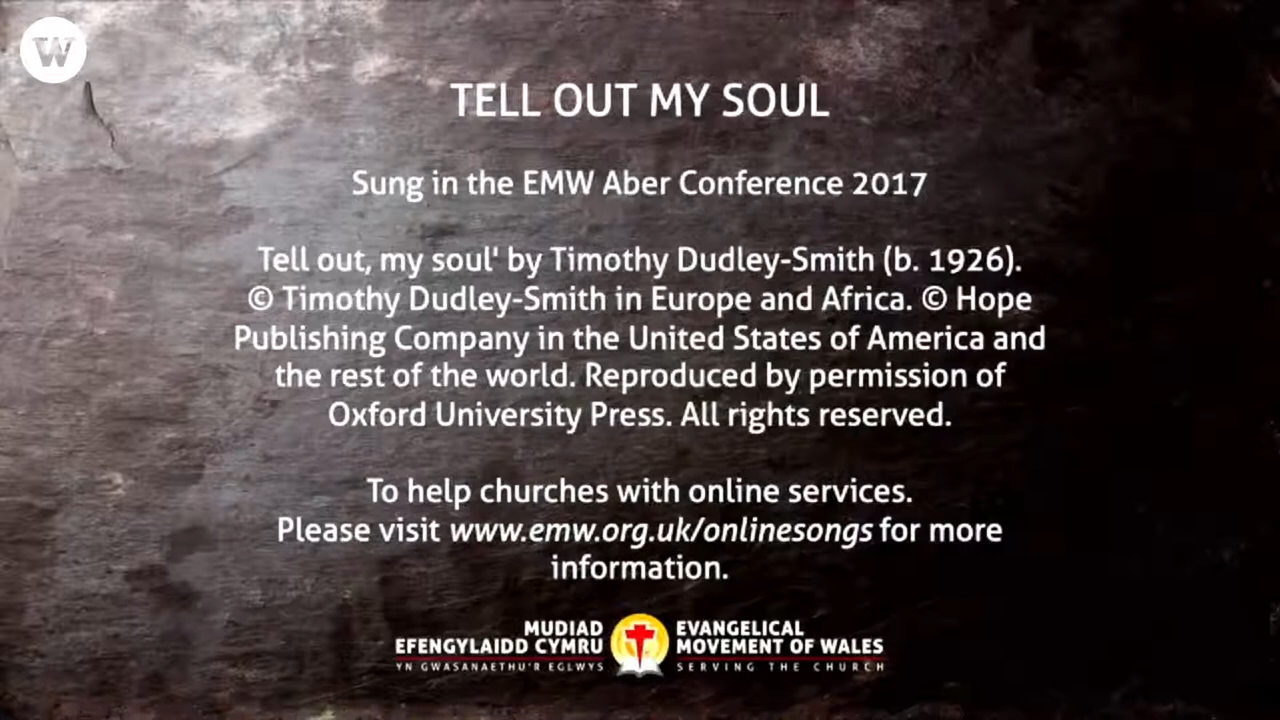 W
TELL OUT MY SOUL
Sung in the EMW Aber Conference 2017
Tell out, my soul' by Timothy Dudley-Smith (b. 1926).
© Timothy Dudley-Smith in Europe and Africa. © Hope
Publishing Company in the United States of America and
the rest of the world. Reproduced by permission of
Oxford University Press. All rights reserved.
To help churches with online services.
Please visit www.emw.org.uk/onlinesongs for more
information.
MUDIAD
EFENGYLAIDD CYMRU
YN GWASANAETHU'R EGLWYS
EVANGELICAL
MOVEMENT OF WALES
SERVING THE CHURCH